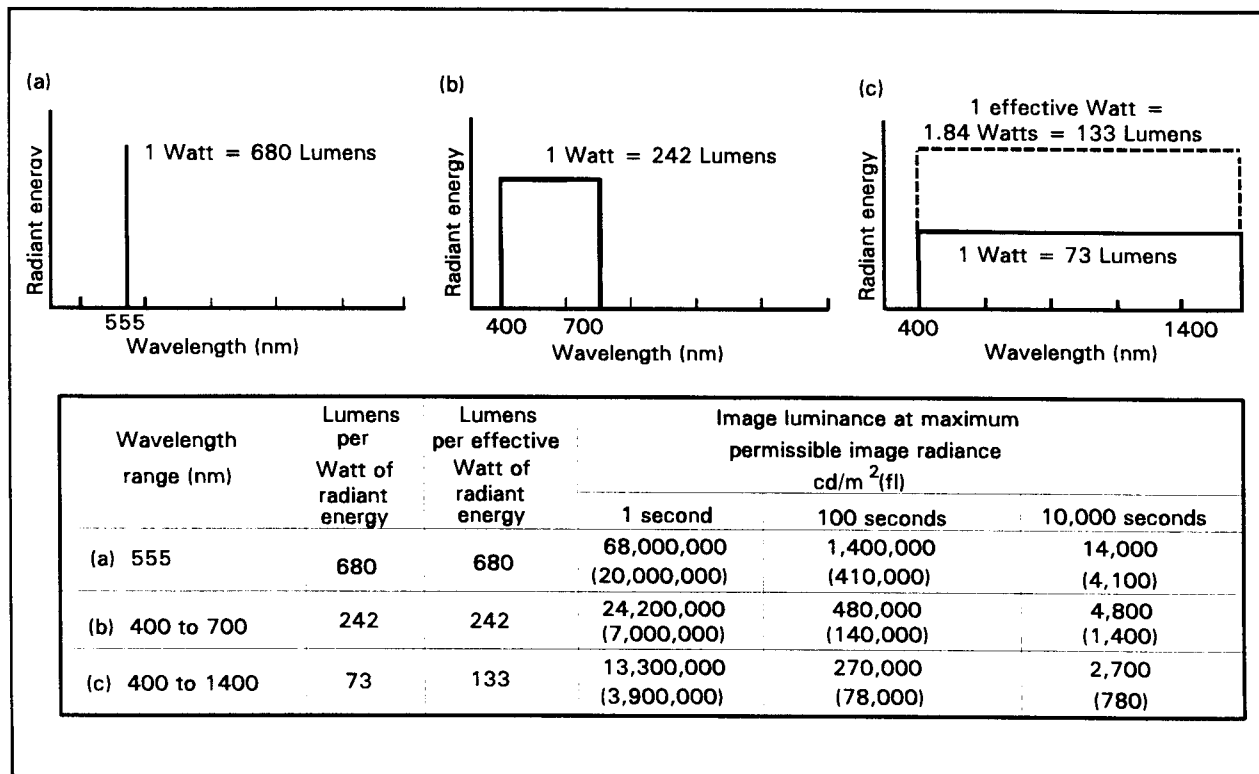 (a)
Radiant energy
1 Watt = 680 Lumens
555
Wavelength (nm)
(b)
Radiant energy
1 Watt = 242 Lumens
400 700
Wavelength (nm)
(c)
Radiant energy
1 effective Watt =
1.84 Watts = 133 Lumens
1 Watt = 73 Lumens
400 1400
Wavelength (nm)
Wavelength
range (nm)
Lumens
per
Watt of
radiant
energy
Lumens
per effective
Watt of
radiant
energy
Image luminance at maximum
permissible image radiance
cd/m 2(fl)
1 second 100 seconds 10,000 seconds
(a) 555 680 680 68,000,000 1,400,000 14,000
(20,000,000) (410,000) (4,100)
(b) 400 to 700 242 242 24,200,000 480,000 4,800
(7,000,000) (140,000) (1,400)
(c) 400 to 1400 73 133 13,300,000 270,000 2,700
(3,900,000) (78,000) (780)